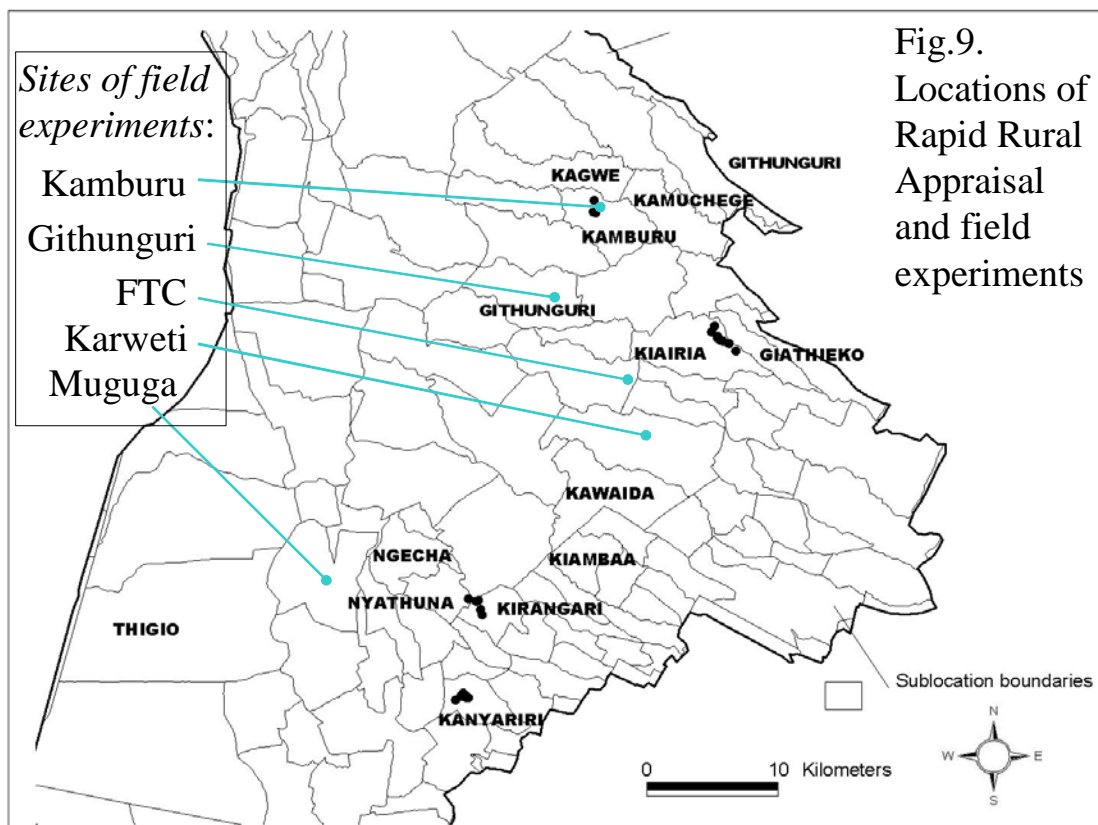 Sites of field
experiments:
Kamburu
Githunguri
FTC
Karweti
Muguga
Fig.9.
Locations of
Rapid Rural
Appraisal
and field
experiments
GITHUNGURI
KAGWE
KAMUCHEGE
KAMBURU
GITHUNGURI
KIAIRIA
GIATHIEKO
KAWAIDA
NGECHA
KIAMBAA
NYATHUNA
KIRANGARI
THIGIO
KANYARIRI
Sublocation boundaries
N
W
E
S
0
10 Kilometers